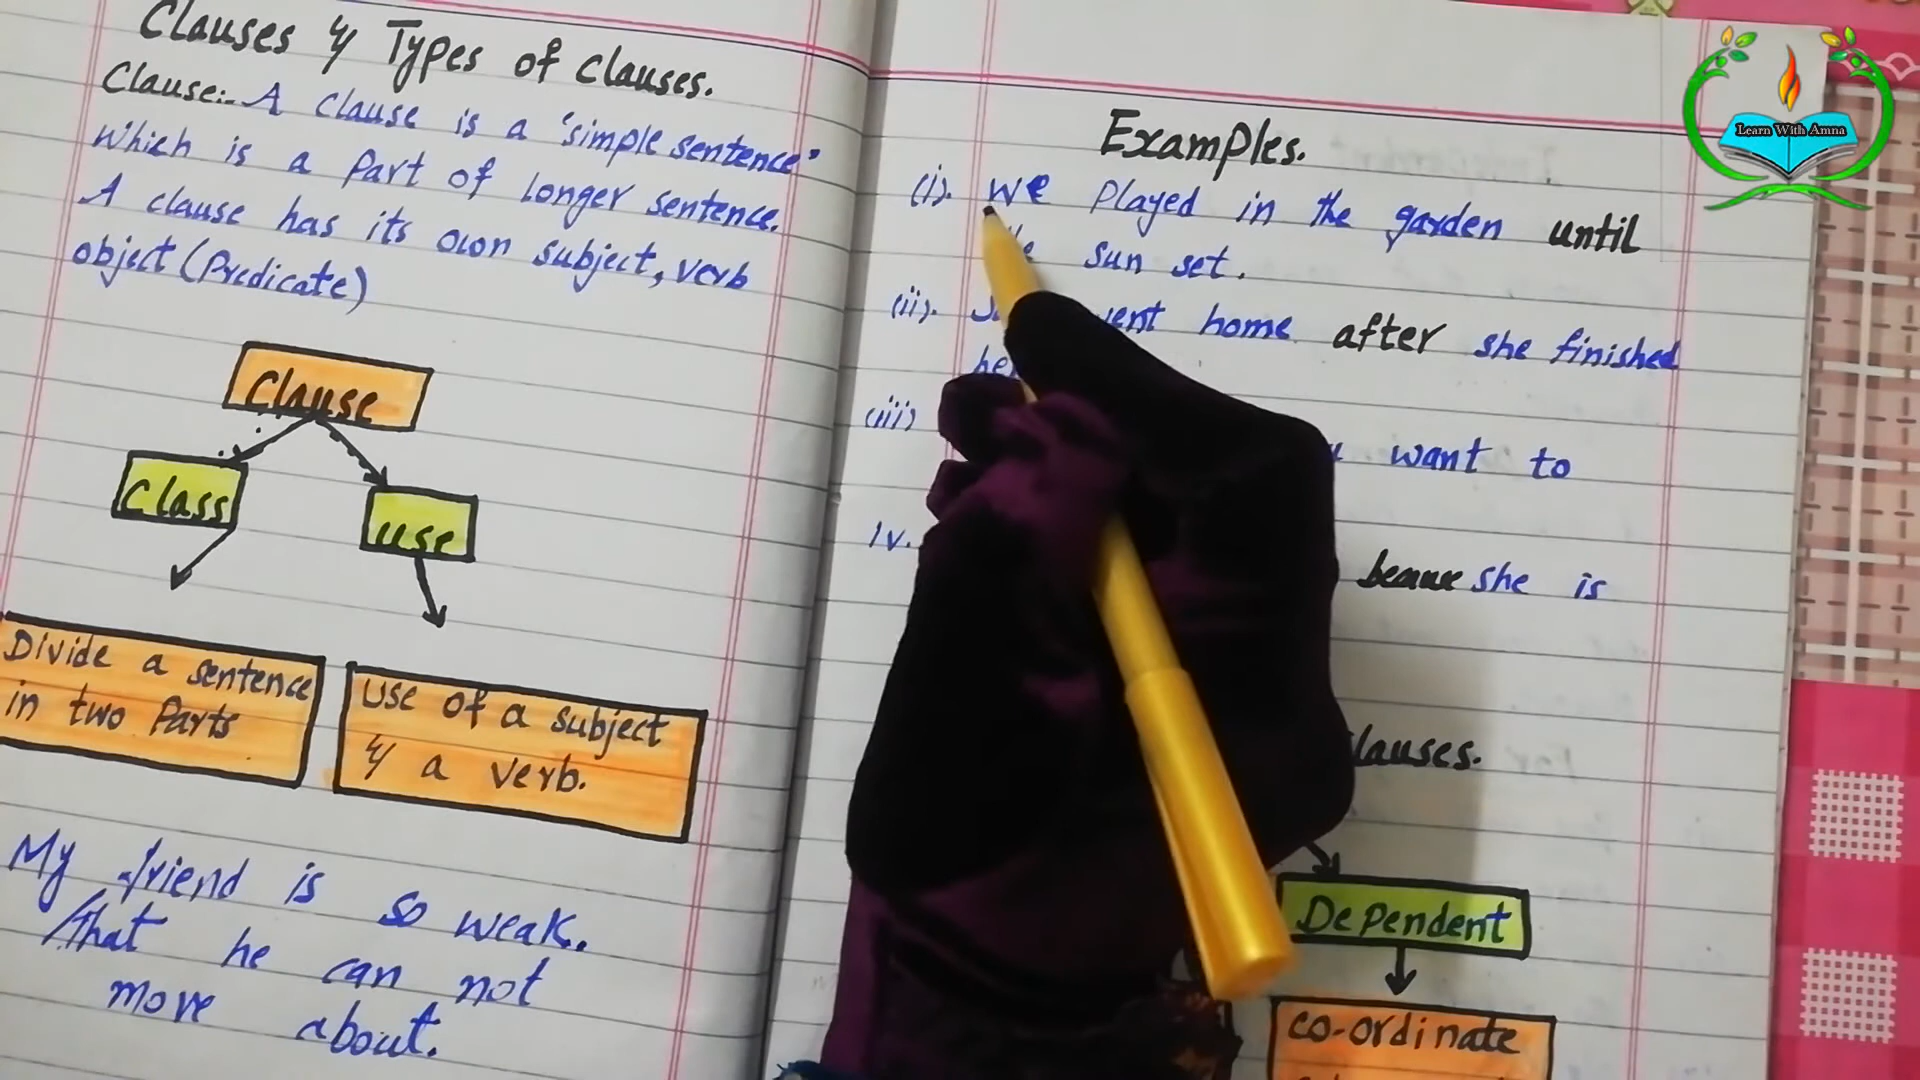 Clauses & Types of clauses.
Clause:- A clause is a "simple sentence"
Which is a Part of Longer sentence.
A clause has its own subject, verb
object (Predicate)
Clause
Class
use
Divide a sentence
in two Parts
Use of a subject
& a verb.
My friend is so weak.
That he can not
move about.
Examples.
(i). We Played in the garden until
sun set.
(ii). home after she finished
(iii) want to
iv. because she is
clauses.
Dependent
co-ordinate
Learn With Amna